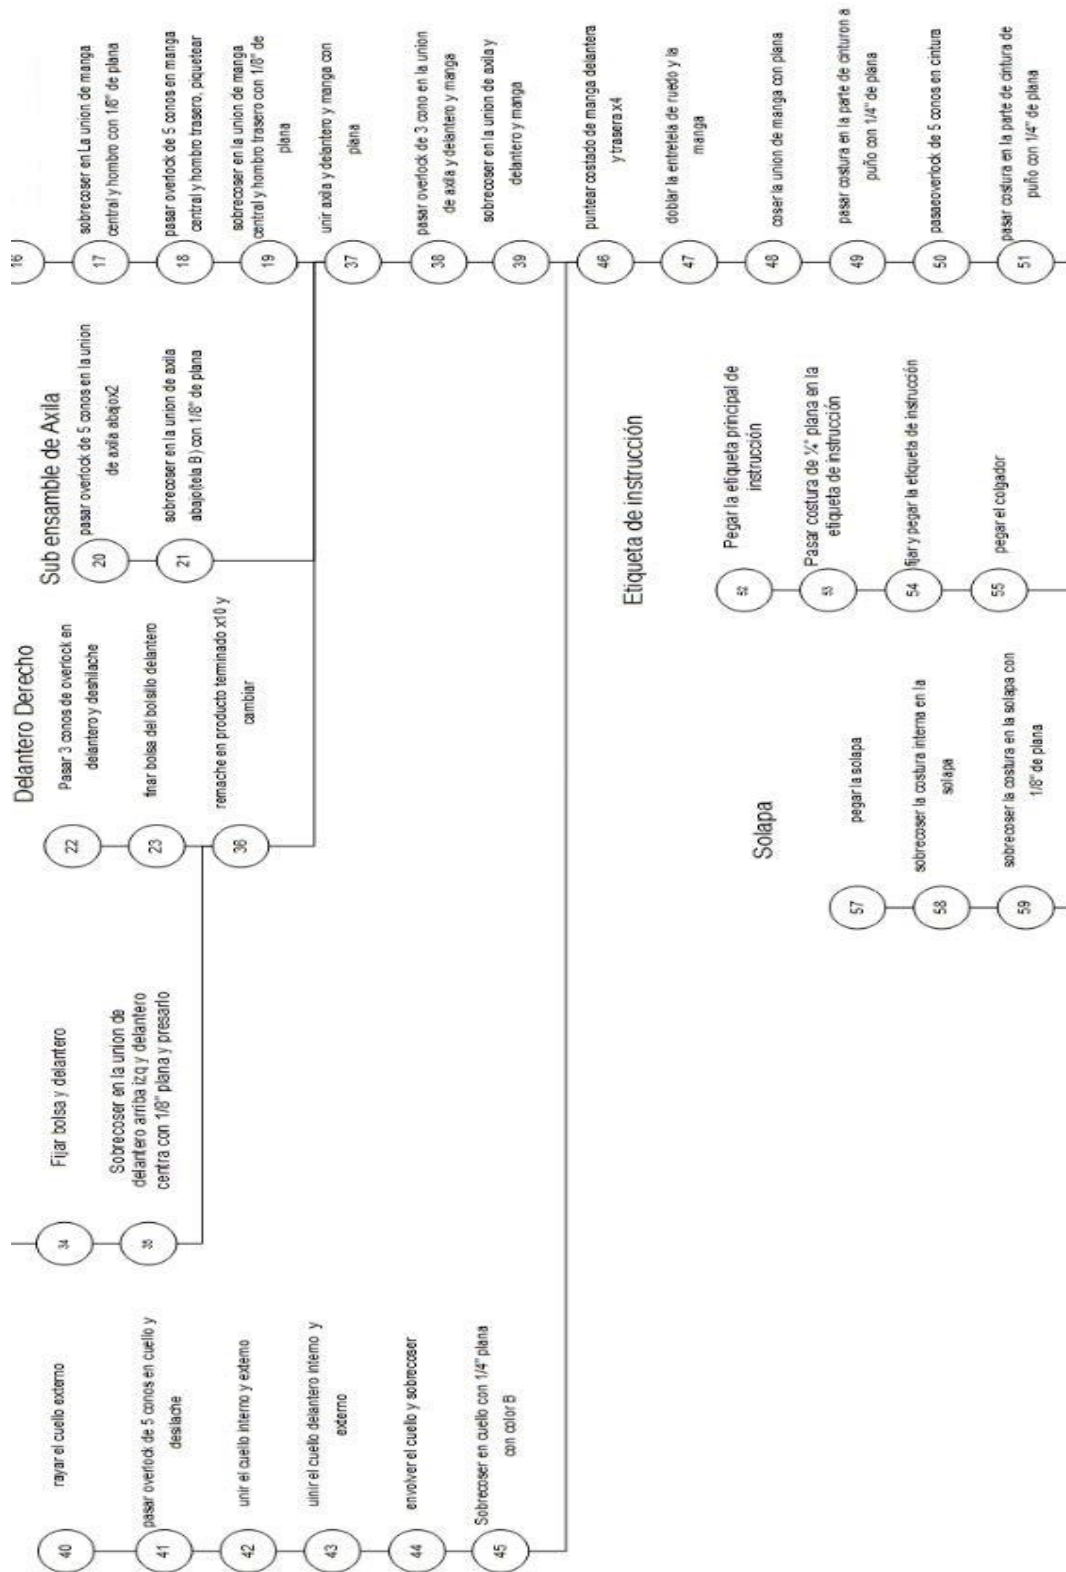 40
rayar el cuello externo
41
pasar overlock de 5 conos en cuello y
desilache
42
unir el cuello interno y externo
43
uinir el cuello delantero interno y
externo
44
envolver el cuello y sobrecoser
45
Sobrecoser en cuello con 1/4" plana
con color B
34
Fijar bolsa y delantero
35
Sobrecoser en la union de
delantero arriba izq y delantero
centra con 1/8" plana y presarlo
Delantero Derecho
22
Pasar 3 conos de overlock en
delantero y deshilache
23
finar bolsa del bolsillo delantero
36
remache en producto terminado x10 y
cambiar
Sub ensamble de Axila
20
pasar overlock de 5 conos en la union
de axila abajox2
21
sobrecoser en la union de axila
abajo(tela B) con 1/8" de plana
16
17
sobrecoser en La union de manga
central y hombro con 1/8" de plana
18
pasar overlock de 5 conos en manga
central y hombro trasero, piquetear
19
sobrecoser en la union de manga
central y hombro trasero con 1/8" de
plana
37
unir axila y delantero y manga con
plana
38
pasar overlock de 3 cono en la union
de axila y delantero y manga
39
sobrecoser en la union de axila y
delantero y manga
46
puntear costado de manga delantera
y trasera x4
47
doblar la entretela de ruedo y la
manga
48
coser la union de manga con plana
49
pasar costura en la parte de cinturon a
puño con 1/4" de plana
50
pasaeoverlock de 5 conos en cintura
51
pasar costura en la parte de cintura de
puño con 1/4" de plana
Solapa
57
pegar la solapa
58
sobrecoser la costura interna en la
solapa
59
sobrecoser la costura en la solapa con
1/8" de plana
Etiqueta de instrucción
52
Pegar la etiqueta principal de
instrucción
53
Pasar costura de ¼" plana en la
etiqueta de instrucción
54
fijar y pegar la etiqueta de instrucción
55
pegar el colgador